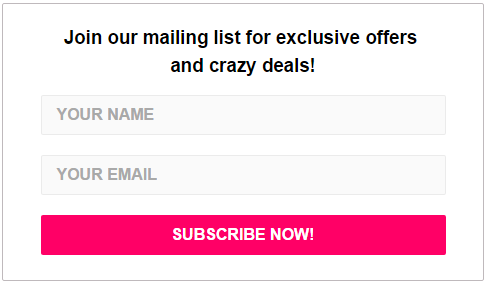 Join our mailing list for exclusive offers
and crazy deals!
YOUR NAME
YOUR EMAIL
SUBSCRIBE NOW!